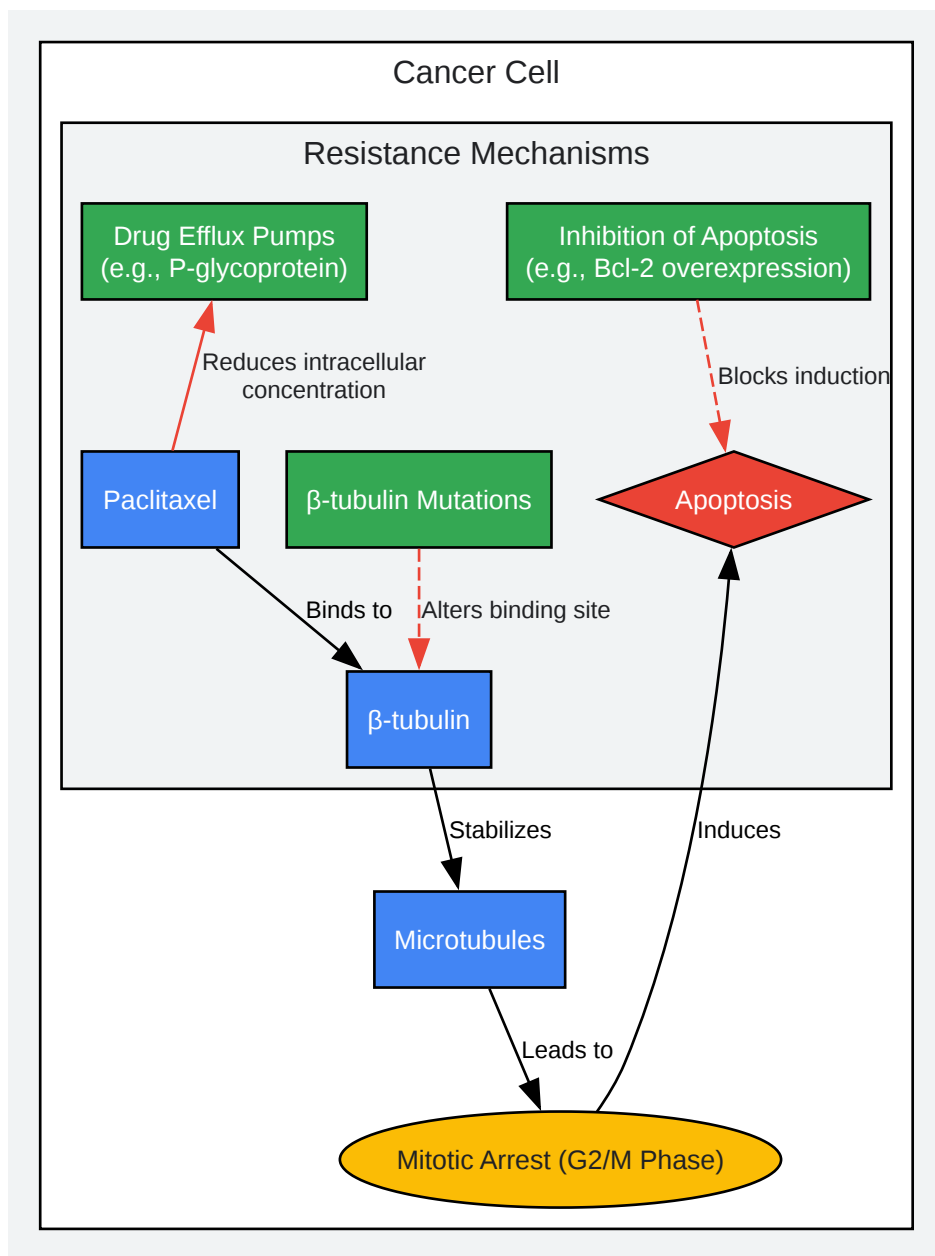 Cancer Cell
Resistance Mechanisms
Drug Efflux Pumps
(e.g., P-glycoprotein)
Inhibition of Apoptosis
(e.g., Bcl-2 overexpression)
Reduces intracellular
concentration
Blocks induction
Paclitaxel
β-tubulin Mutations
Apoptosis
Binds to
Alters binding site
β-tubulin
Stabilizes
Induces
Microtubules
Leads to
Mitotic Arrest (G2/M Phase)